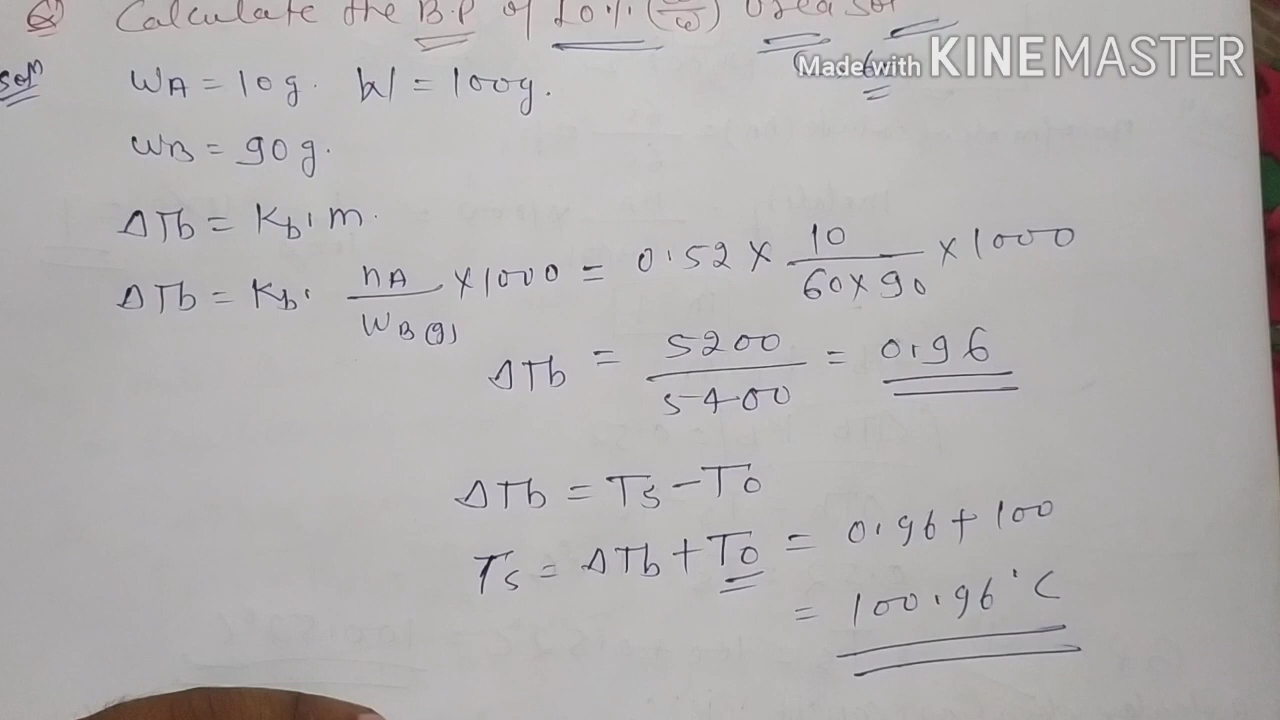 Q Calculate the B.P of 10% (w/w) Urea sol
Made with KINEMASTER
Soln WA = 10g. W = 100g.
WB = 90g.
ΔTb = Kb. m.
ΔTb = Kb. nA/WB(g) × 1000 = 0.52 × 10/60×90 × 1000
ΔTb = 5200/5400 = 0.96
ΔTb = Ts - To
Ts = ΔTb + To = 0.96 + 100
= 100.96°C